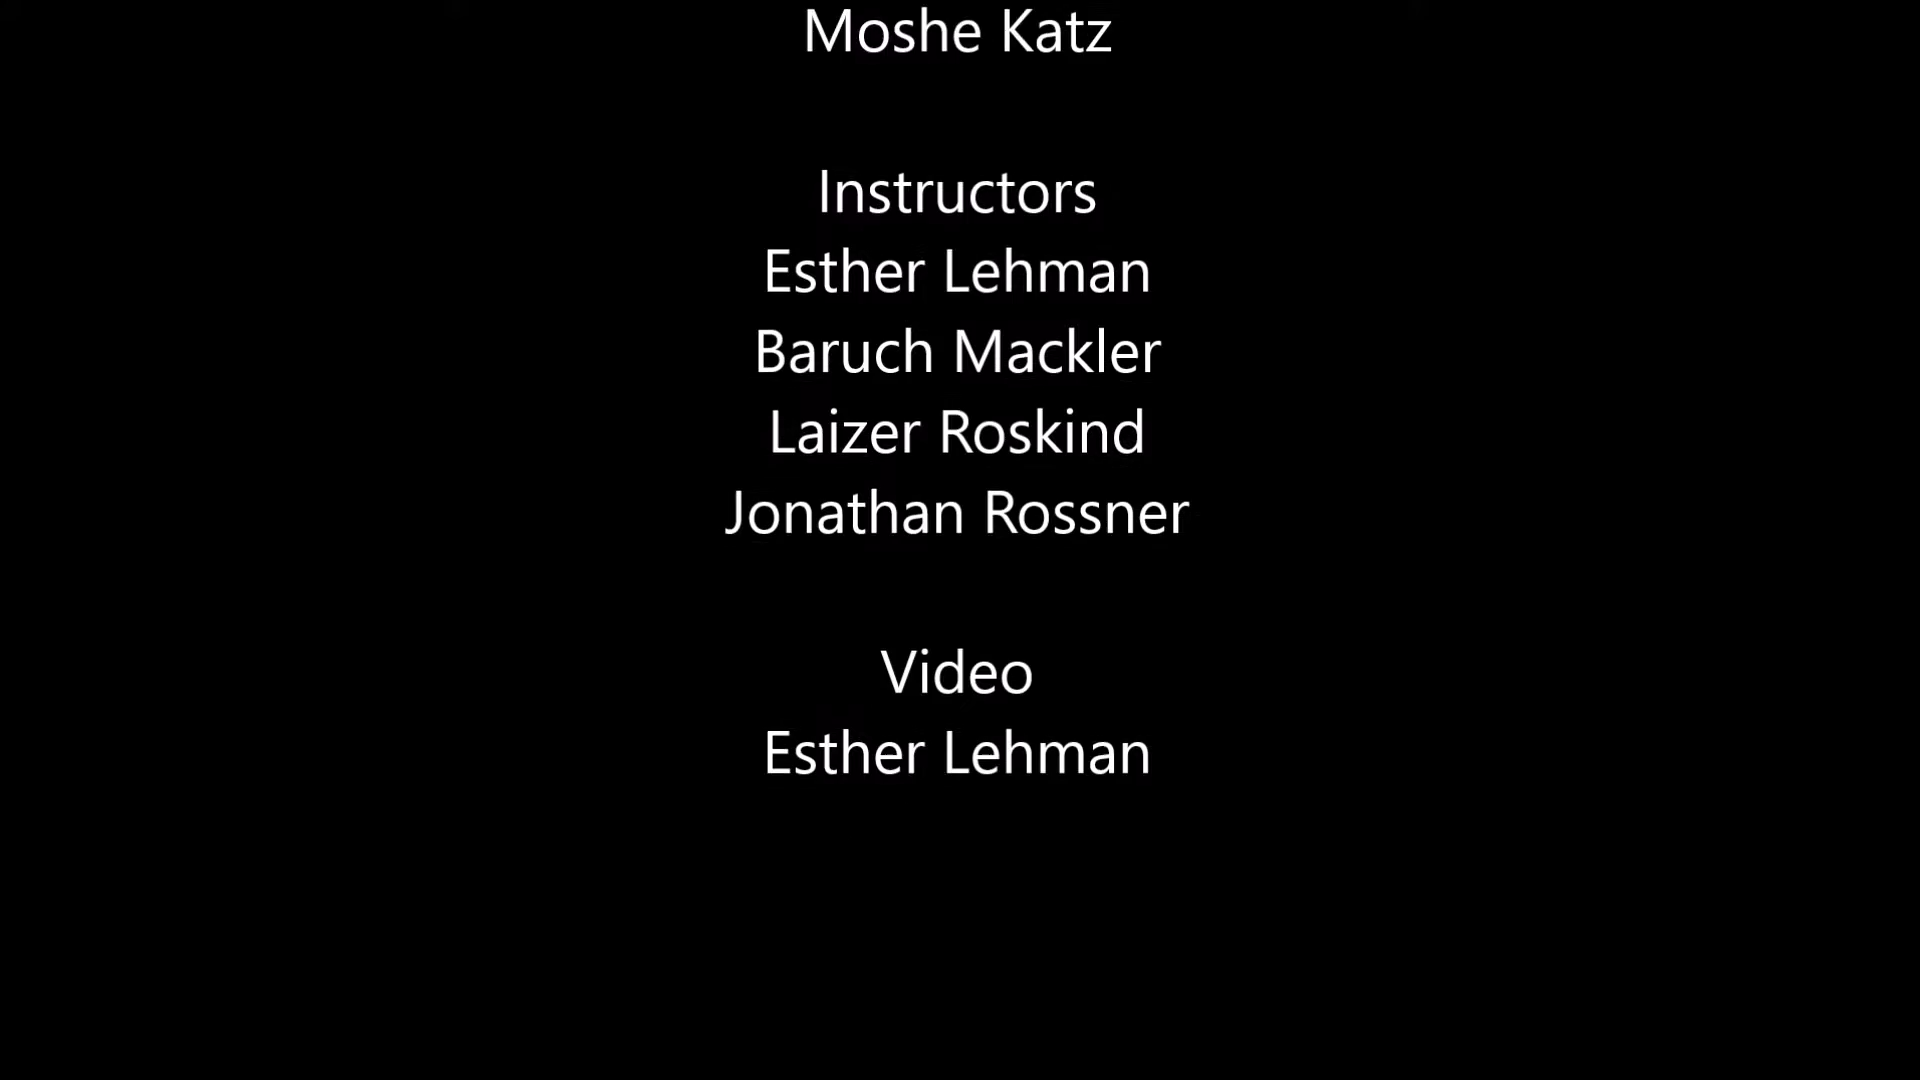 Moshe Katz
Instructors
Esther Lehman
Baruch Mackler
Laizer Roskind
Jonathan Rossner
Video
Esther Lehman